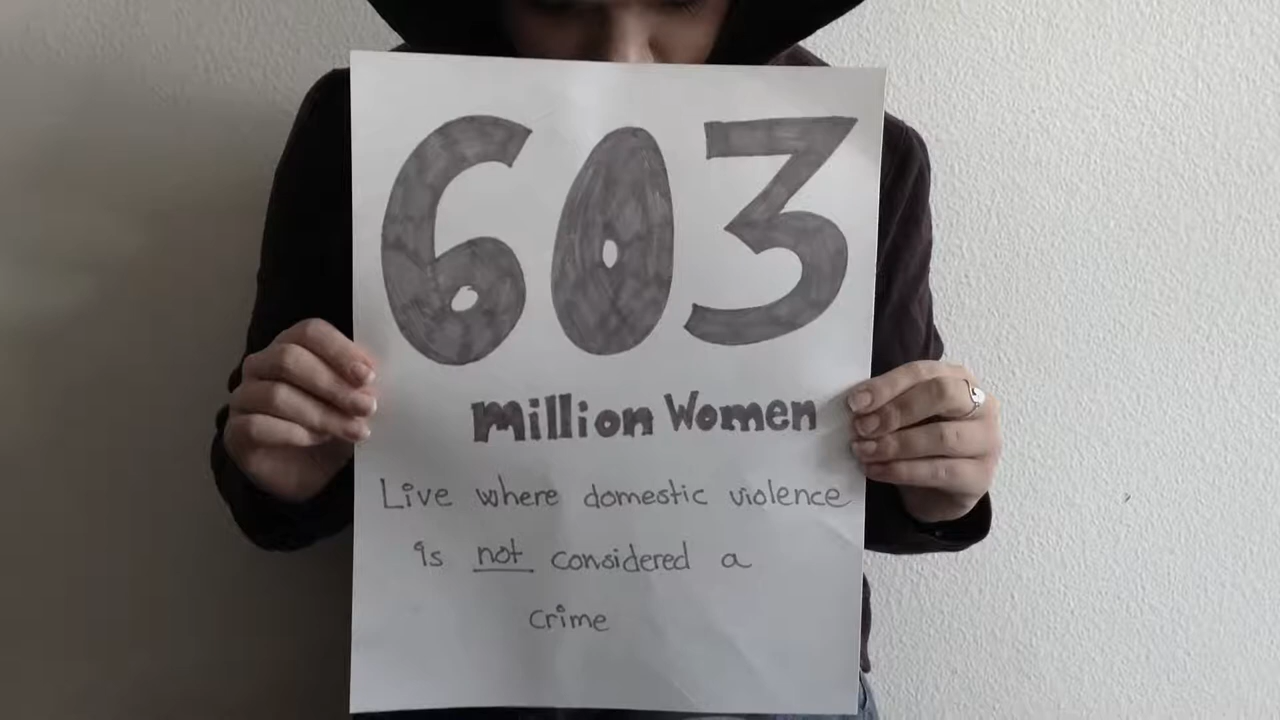 603
Million Women
Live where domestic violence
is not considered a
crime